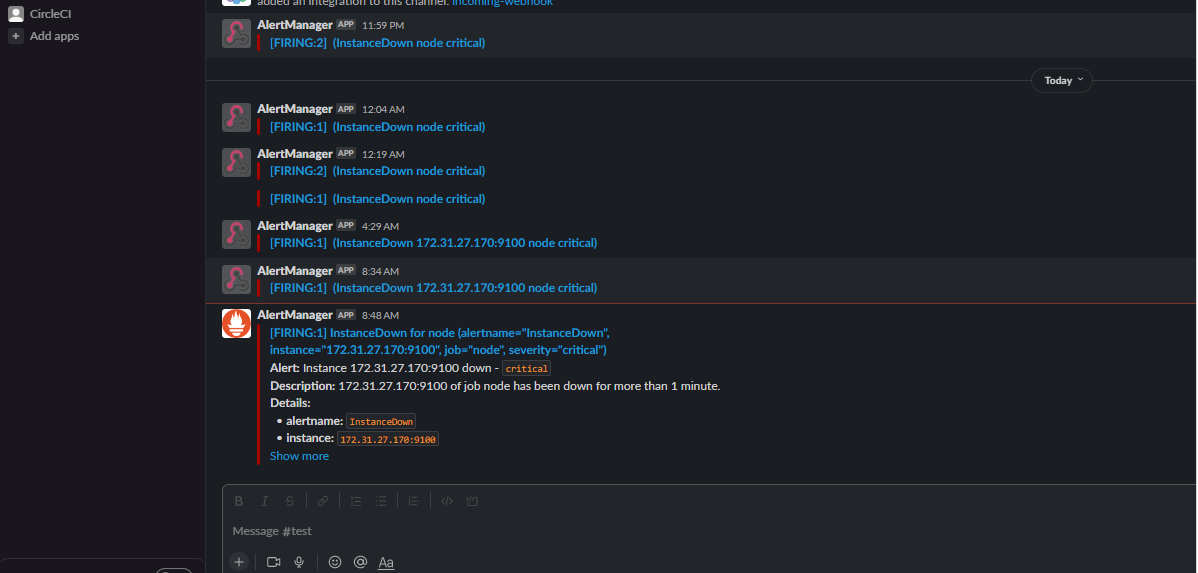 CircleCI
+ Add apps
added an integration to this channel: incoming-webhook
AlertManager APP 11:59 PM
[FIRING:2] (InstanceDown node critical)
Today
AlertManager APP 12:04 AM
[FIRING:1] (InstanceDown node critical)
AlertManager APP 12:19 AM
[FIRING:2] (InstanceDown node critical)
[FIRING:1] (InstanceDown node critical)
AlertManager APP 4:29 AM
[FIRING:1] (InstanceDown 172.31.27.170:9100 node critical)
AlertManager APP 8:34 AM
[FIRING:1] (InstanceDown 172.31.27.170:9100 node critical)
AlertManager APP 8:48 AM
[FIRING:1] InstanceDown for node (alertname="InstanceDown",
instance="172.31.27.170:9100", job="node", severity="critical")
Alert: Instance 172.31.27.170:9100 down - critical
Description: 172.31.27.170:9100 of job node has been down for more than 1 minute.
Details:
• alertname: InstanceDown
• instance: 172.31.27.170:9100
Show more
B I S
Message #test
+ @ Aa